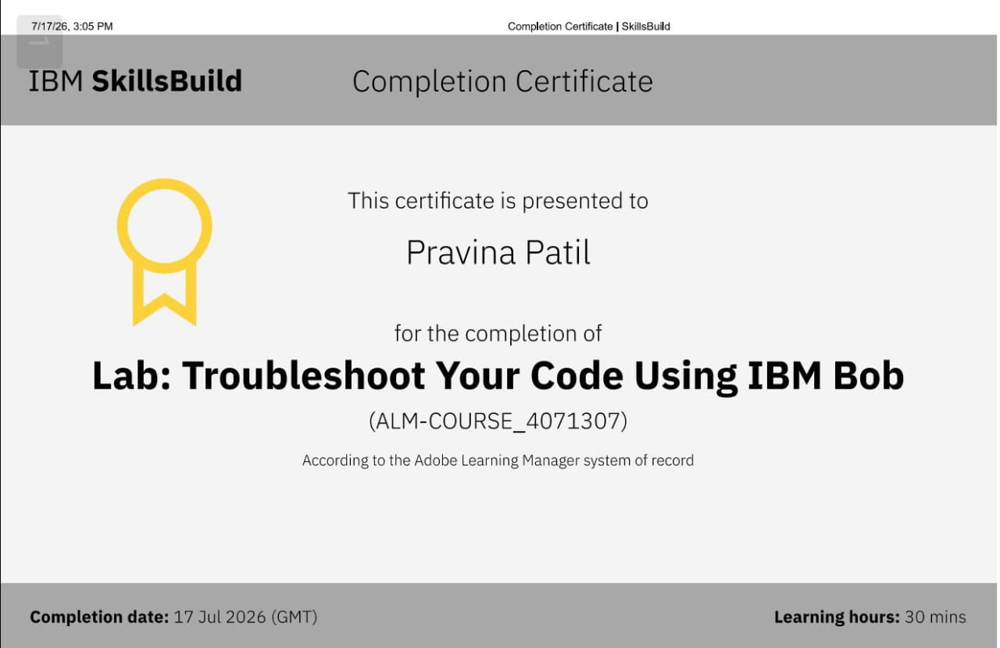 7/17/26, 3:05 PM
Completion Certificate | SkillsBuild
1
IBM SkillsBuild
Completion Certificate
This certificate is presented to
Pravina Patil
for the completion of
Lab: Troubleshoot Your Code Using IBM Bob
(ALM-COURSE_4071307)
According to the Adobe Learning Manager system of record
Completion date: 17 Jul 2026 (GMT)
Learning hours: 30 mins